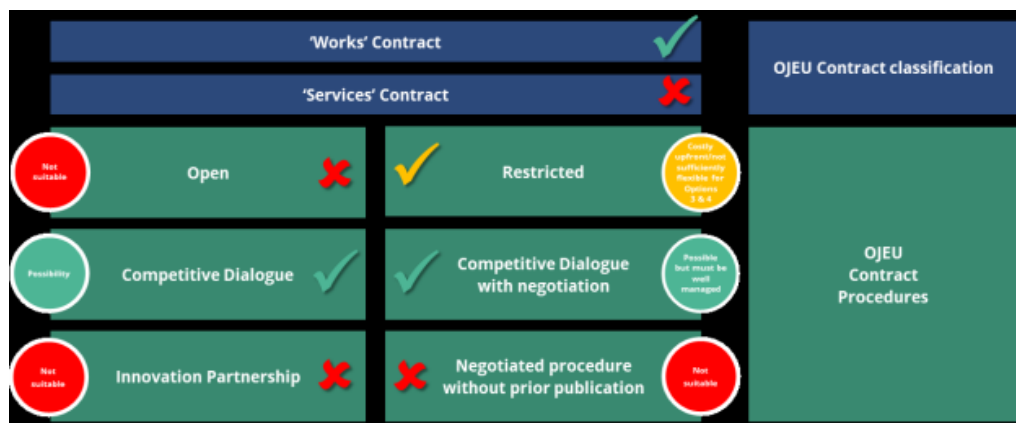 ‘Works’ Contract
‘Services’ Contract
OJEU Contract classification
Not
suitable
Open
Restricted
Costly
upfront/not
sufficiently
flexible for
Options
3 & 4
Possibility
Competitive Dialogue
Competitive Dialogue
with negotiation
Possible
but must be
well
managed
OJEU
Contract
Procedures
Not
suitable
Innovation Partnership
Negotiated procedure
without prior publication
Not
suitable